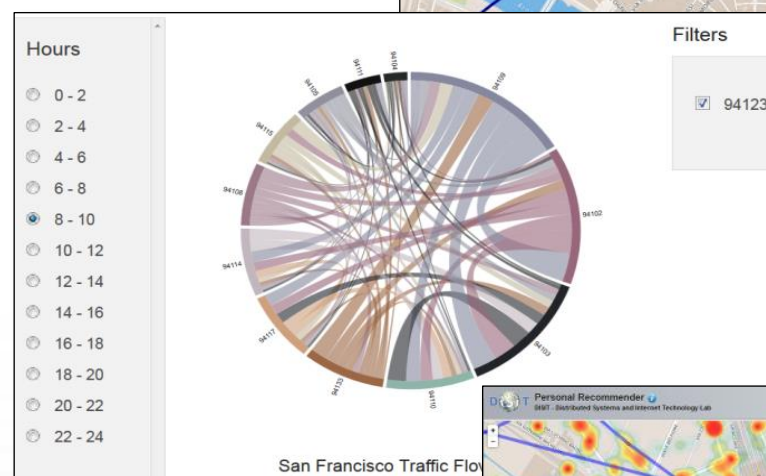 Hours
0 - 2
2 - 4
4 - 6
6 - 8
8 - 10
10 - 12
12 - 14
14 - 16
16 - 18
18 - 20
20 - 22
22 - 24
94104
94111
94105
94115
94108
94114
94117
94133
94110
94103
94102
94109
San Francisco Traffic Flow
Filters
94123
Personal Recommender
DISIT - Distributed Systems and Internet Technology Lab